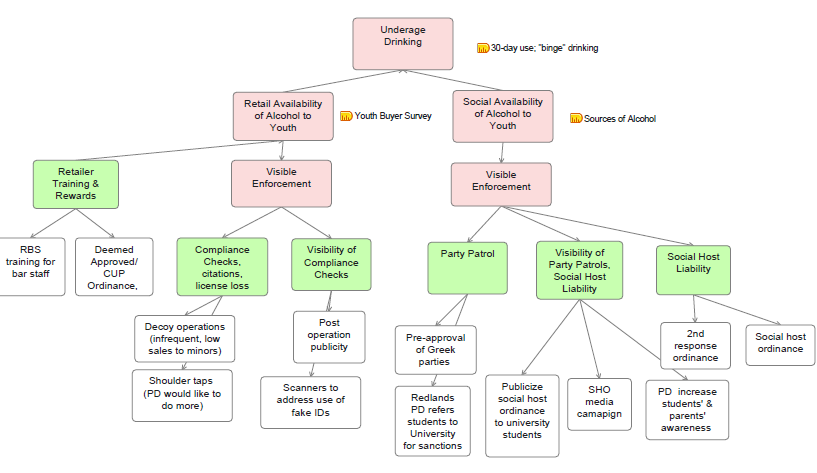 Underage
Drinking
30-day use; "binge" drinking
Retail Availability
of Alcohol to
Youth
Youth Buyer Survey
Social Availability
of Alcohol to
Youth
Sources of Alcohol
Retailer
Training &
Rewards
Visible
Enforcement
Visible
Enforcement
RBS
training for
bar staff
Deemed
Approved/
CUP
Ordinance,
Compliance
Checks,
citations,
license loss
Visibility of
Compliance
Checks
Party Patrol
Visibility of
Party Patrols,
Social Host
Liability
Social Host
Liability
Decoy operations
(infrequent, low
sales to minors)
Post
operation
publicity
Pre-approval
of Greek
parties
2nd
response
ordinance
Social host
ordinance
Shoulder taps
(PD would like to
do more)
Scanners to
address use of
fake IDs
Redlands
PD refers
students to
University
for sanctions
Publicize
social host
ordinance
to university
students
SHO
media
camapign
PD increase
students' &
parents'
awareness